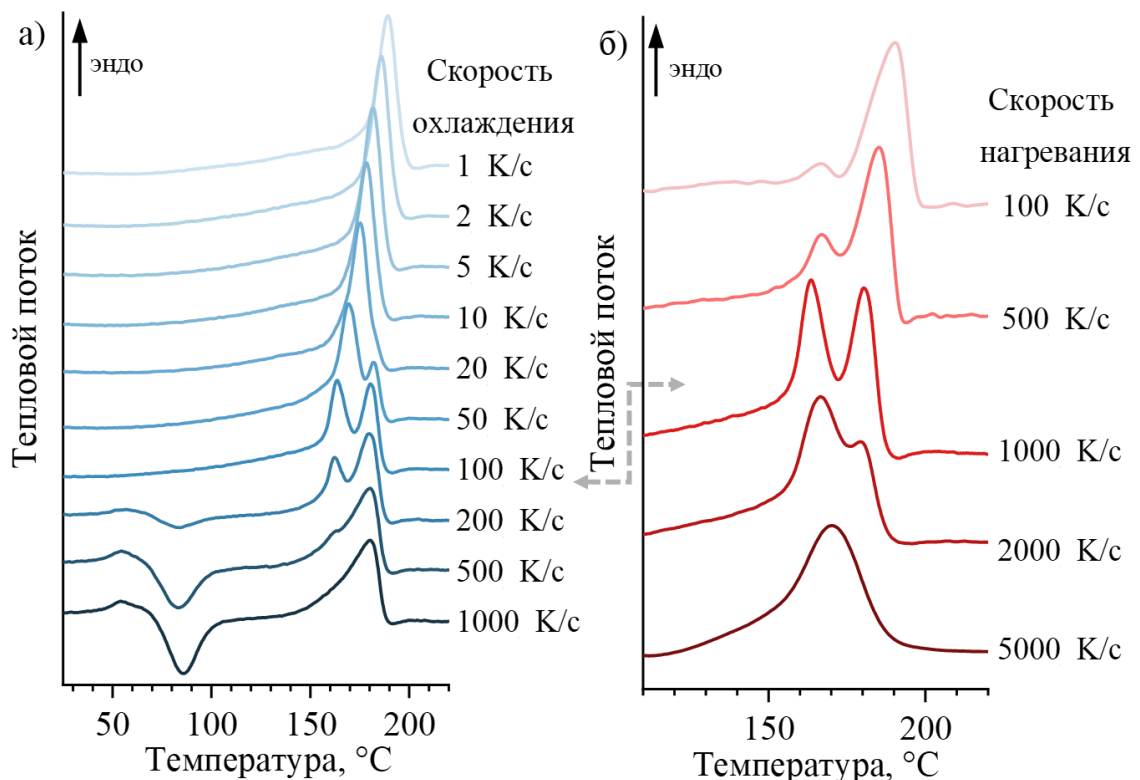 а)
эндо
Скорость
охлаждения
1 К/с
2 К/с
5 К/с
10 К/с
20 К/с
50 К/с
100 К/с
200 К/с
500 К/с
1000 К/с
Тепловой поток
50
100
150
200
Температура, °C
б)
эндо
Скорость
нагревания
100 К/с
500 К/с
1000 К/с
2000 К/с
5000 К/с
Тепловой поток
150
200
Температура, °C